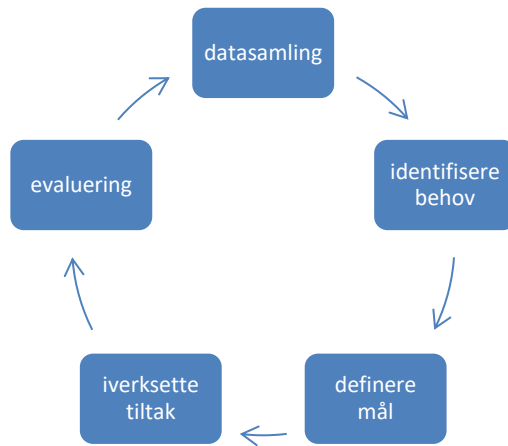 datasamling
identifisere
behov
definere
mål
iverksette
tiltak
evaluering